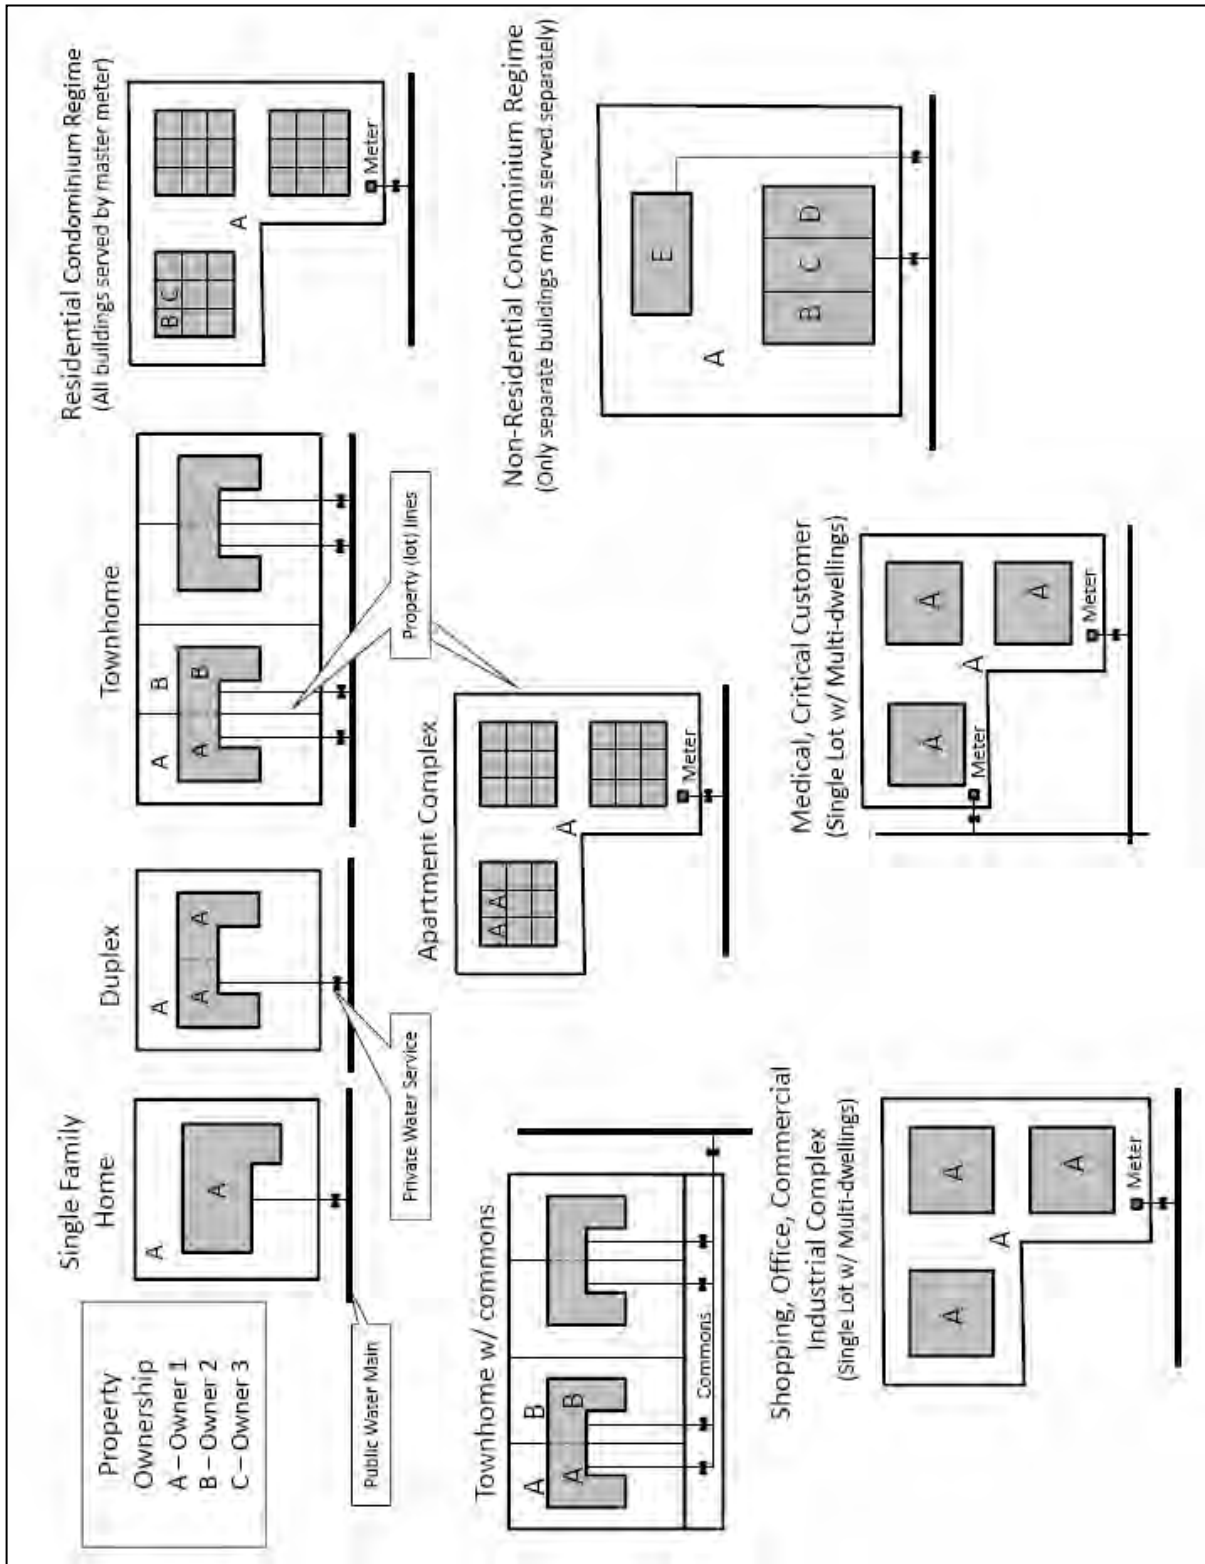 Property
Ownership
A – Owner 1
B – Owner 2
C – Owner 3
Single Family
Home
A
A
Public Water Main
Duplex
A
A
A
Private Water Service
Townhome
A
B
A
B
Property (lot) lines
Residential Condominium Regime
(All buildings served by master meter)
B
C
A
Meter
Townhome w/ commons
A
B
A
B
Commons
Apartment Complex
A
A
A
Meter
Non-Residential Condominium Regime
(Only separate buildings may be served separately)
E
A
B
C
D
Shopping, Office, Commercial
Industrial Complex
(Single Lot w/ Multi-dwellings)
A
A
A
A
Meter
Medical, Critical Customer
(Single Lot w/ Multi-dwellings)
A
A
A
A
Meter
Meter